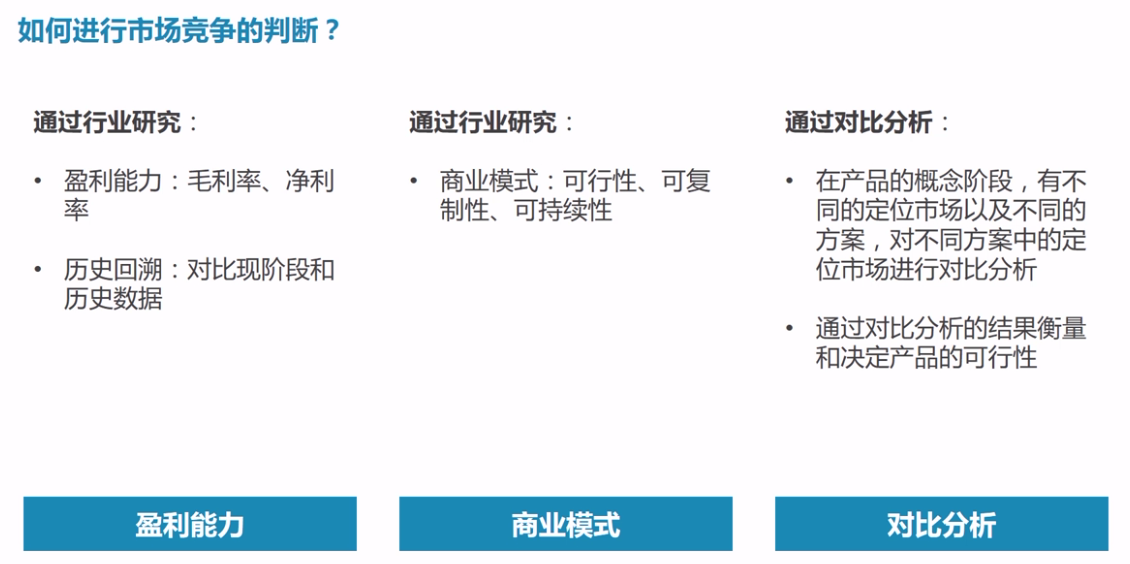 如何进行市场竞争的判断？
通过行业研究：
• 盈利能力：毛利率、净利
率
• 历史回溯：对比现阶段和
历史数据
盈利能力
通过行业研究：
• 商业模式：可行性、可复
制性、可持续性
商业模式
通过对比分析：
• 在产品的概念阶段，有不
同的定位市场以及不同的
方案，对不同方案中的定
位市场进行对比分析
• 通过对比分析的结果衡量
和决定产品的可行性
对比分析